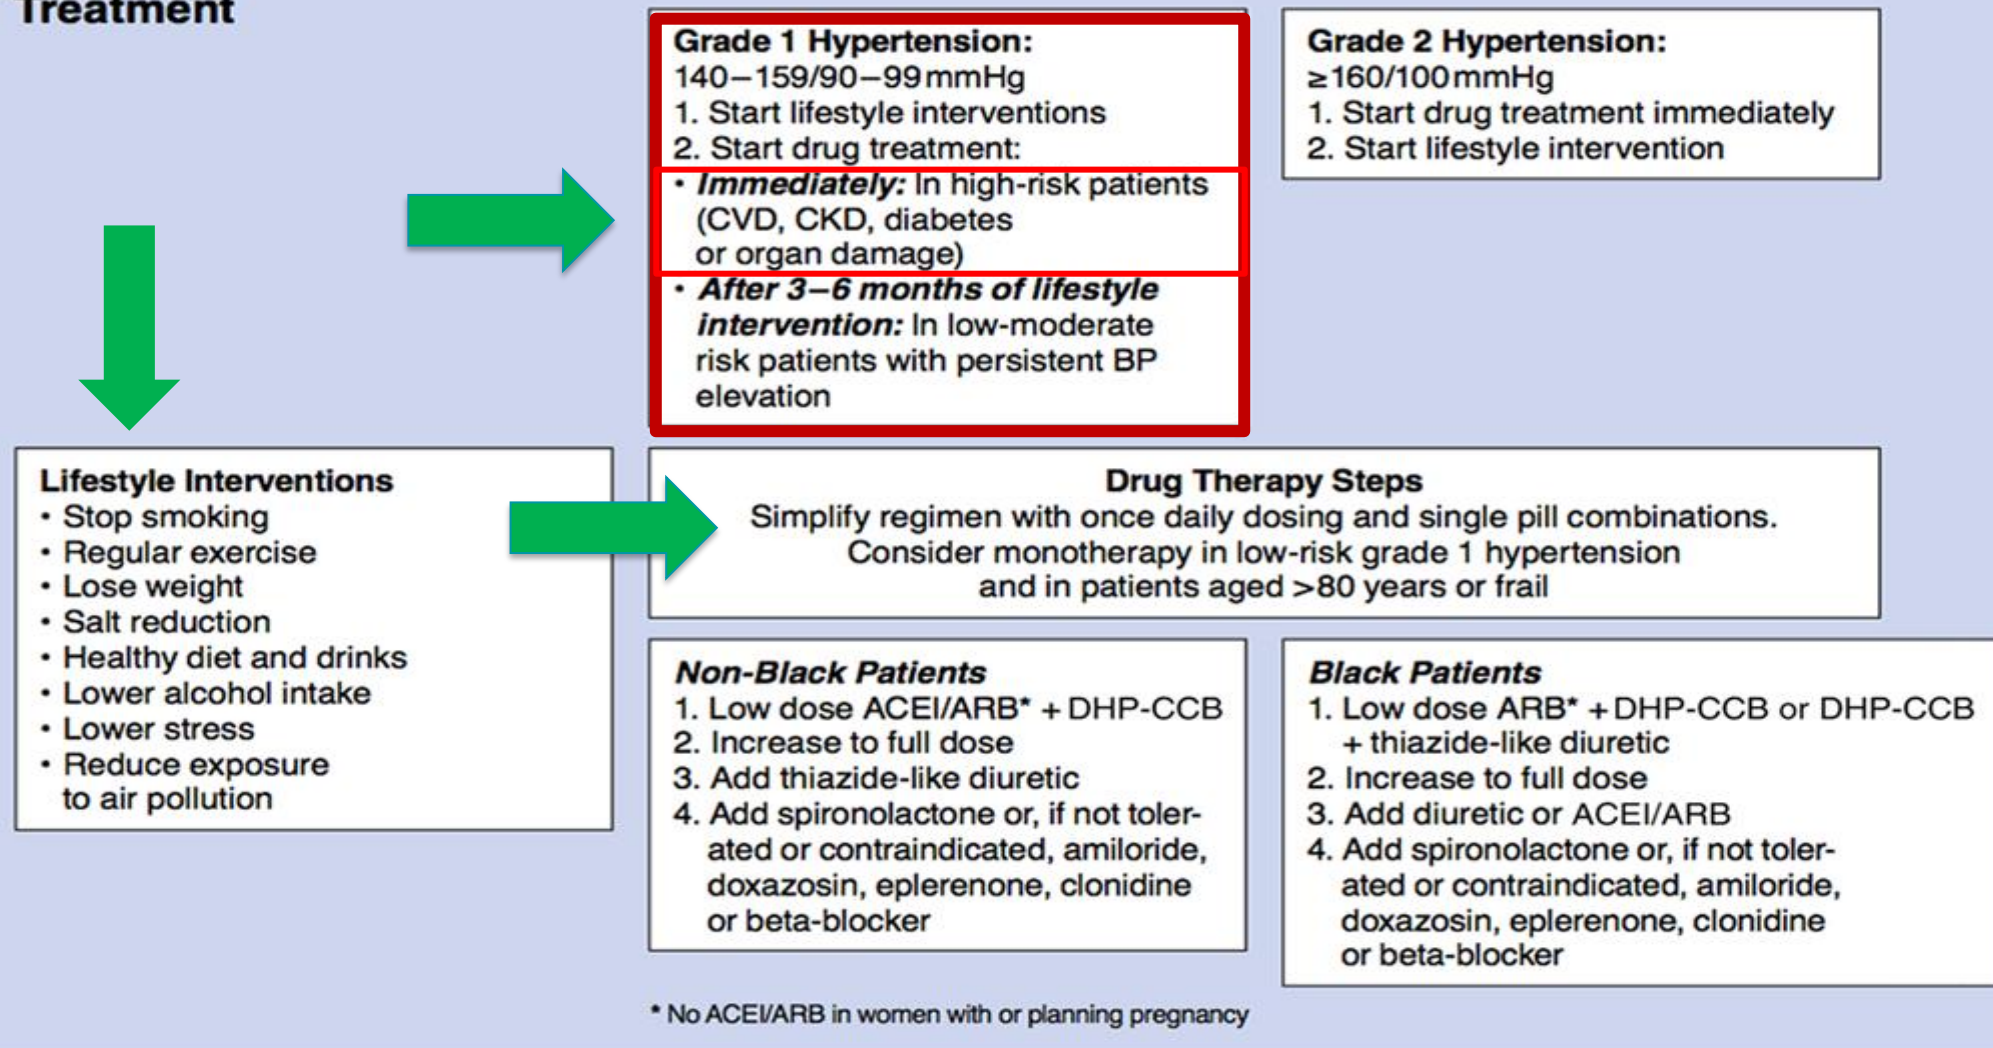 Treatment
Grade 1 Hypertension:
140–159/90–99 mmHg
1. Start lifestyle interventions
2. Start drug treatment:
• Immediately: In high-risk patients
(CVD, CKD, diabetes
or organ damage)
• After 3–6 months of lifestyle
intervention: In low-moderate
risk patients with persistent BP
elevation
Grade 2 Hypertension:
≥160/100 mmHg
1. Start drug treatment immediately
2. Start lifestyle intervention
Lifestyle Interventions
• Stop smoking
• Regular exercise
• Lose weight
• Salt reduction
• Healthy diet and drinks
• Lower alcohol intake
• Lower stress
• Reduce exposure
to air pollution
Drug Therapy Steps
Simplify regimen with once daily dosing and single pill combinations.
Consider monotherapy in low-risk grade 1 hypertension
and in patients aged >80 years or frail
Non-Black Patients
1. Low dose ACEI/ARB* + DHP-CCB
2. Increase to full dose
3. Add thiazide-like diuretic
4. Add spironolactone or, if not toler-
ated or contraindicated, amiloride,
doxazosin, eplerenone, clonidine
or beta-blocker
Black Patients
1. Low dose ARB* + DHP-CCB or DHP-CCB
+ thiazide-like diuretic
2. Increase to full dose
3. Add diuretic or ACEI/ARB
4. Add spironolactone or, if not toler-
ated or contraindicated, amiloride,
doxazosin, eplerenone, clonidine
or beta-blocker
* No ACEI/ARB in women with or planning pregnancy